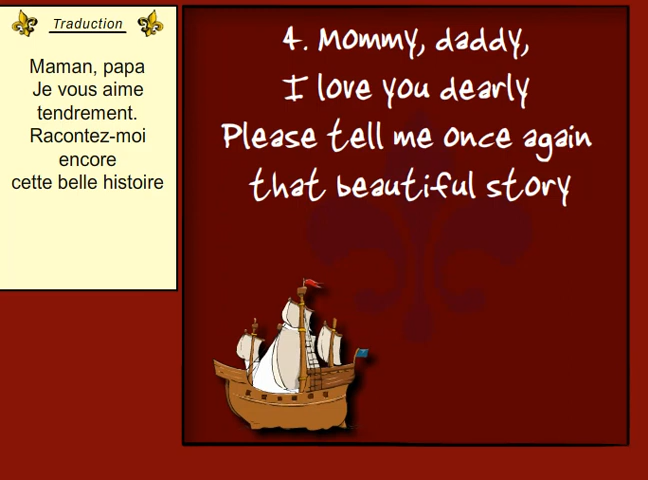 Traduction
Maman, papa
Je vous aime
tendrement.
Racontez-moi
encore
cette belle histoire
4. Mommy, daddy,
I love you dearly
Please tell me once again
that beautiful story